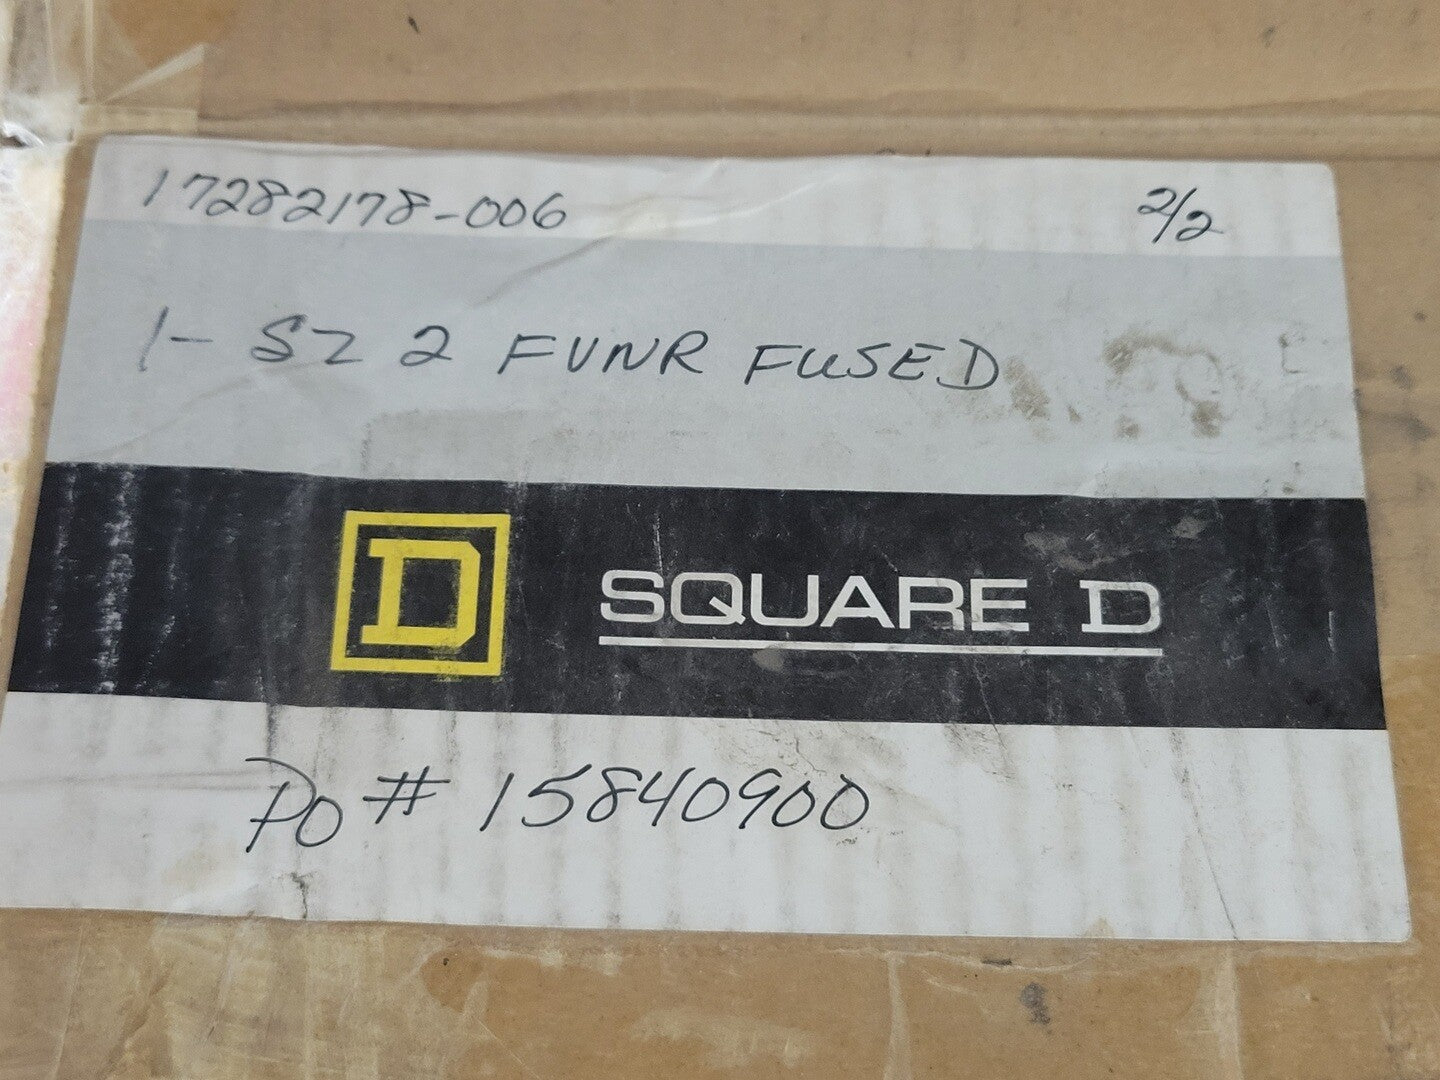 17282178-006 2/2
1- SZ 2 FVNR FUSED
D SQUARE D
PO # 15840900